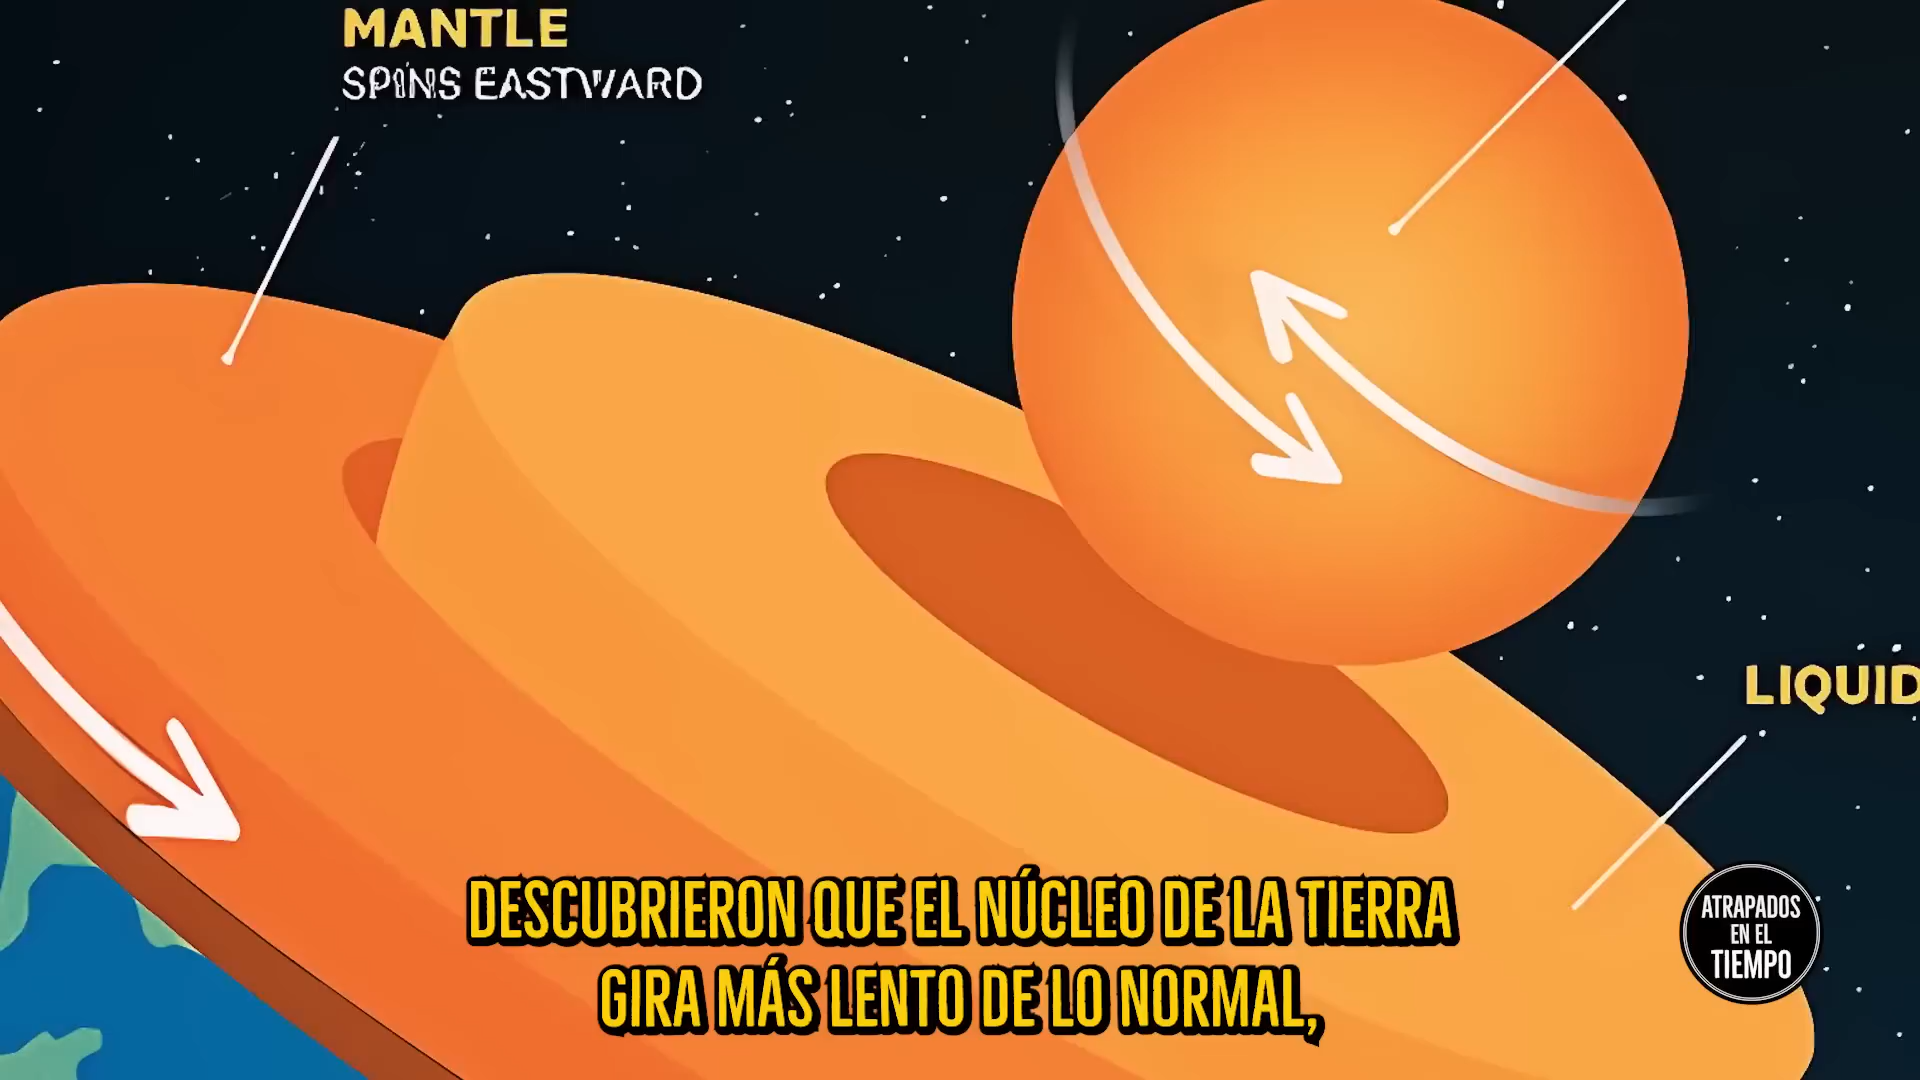 MANTLE
SPINS EASTWARD
LIQUID
DESCUBRIERON QUE EL NÚCLEO DE LA TIERRA
GIRA MÁS LENTO DE LO NORMAL,
ATRAPADOS
EN EL
TIEMPO